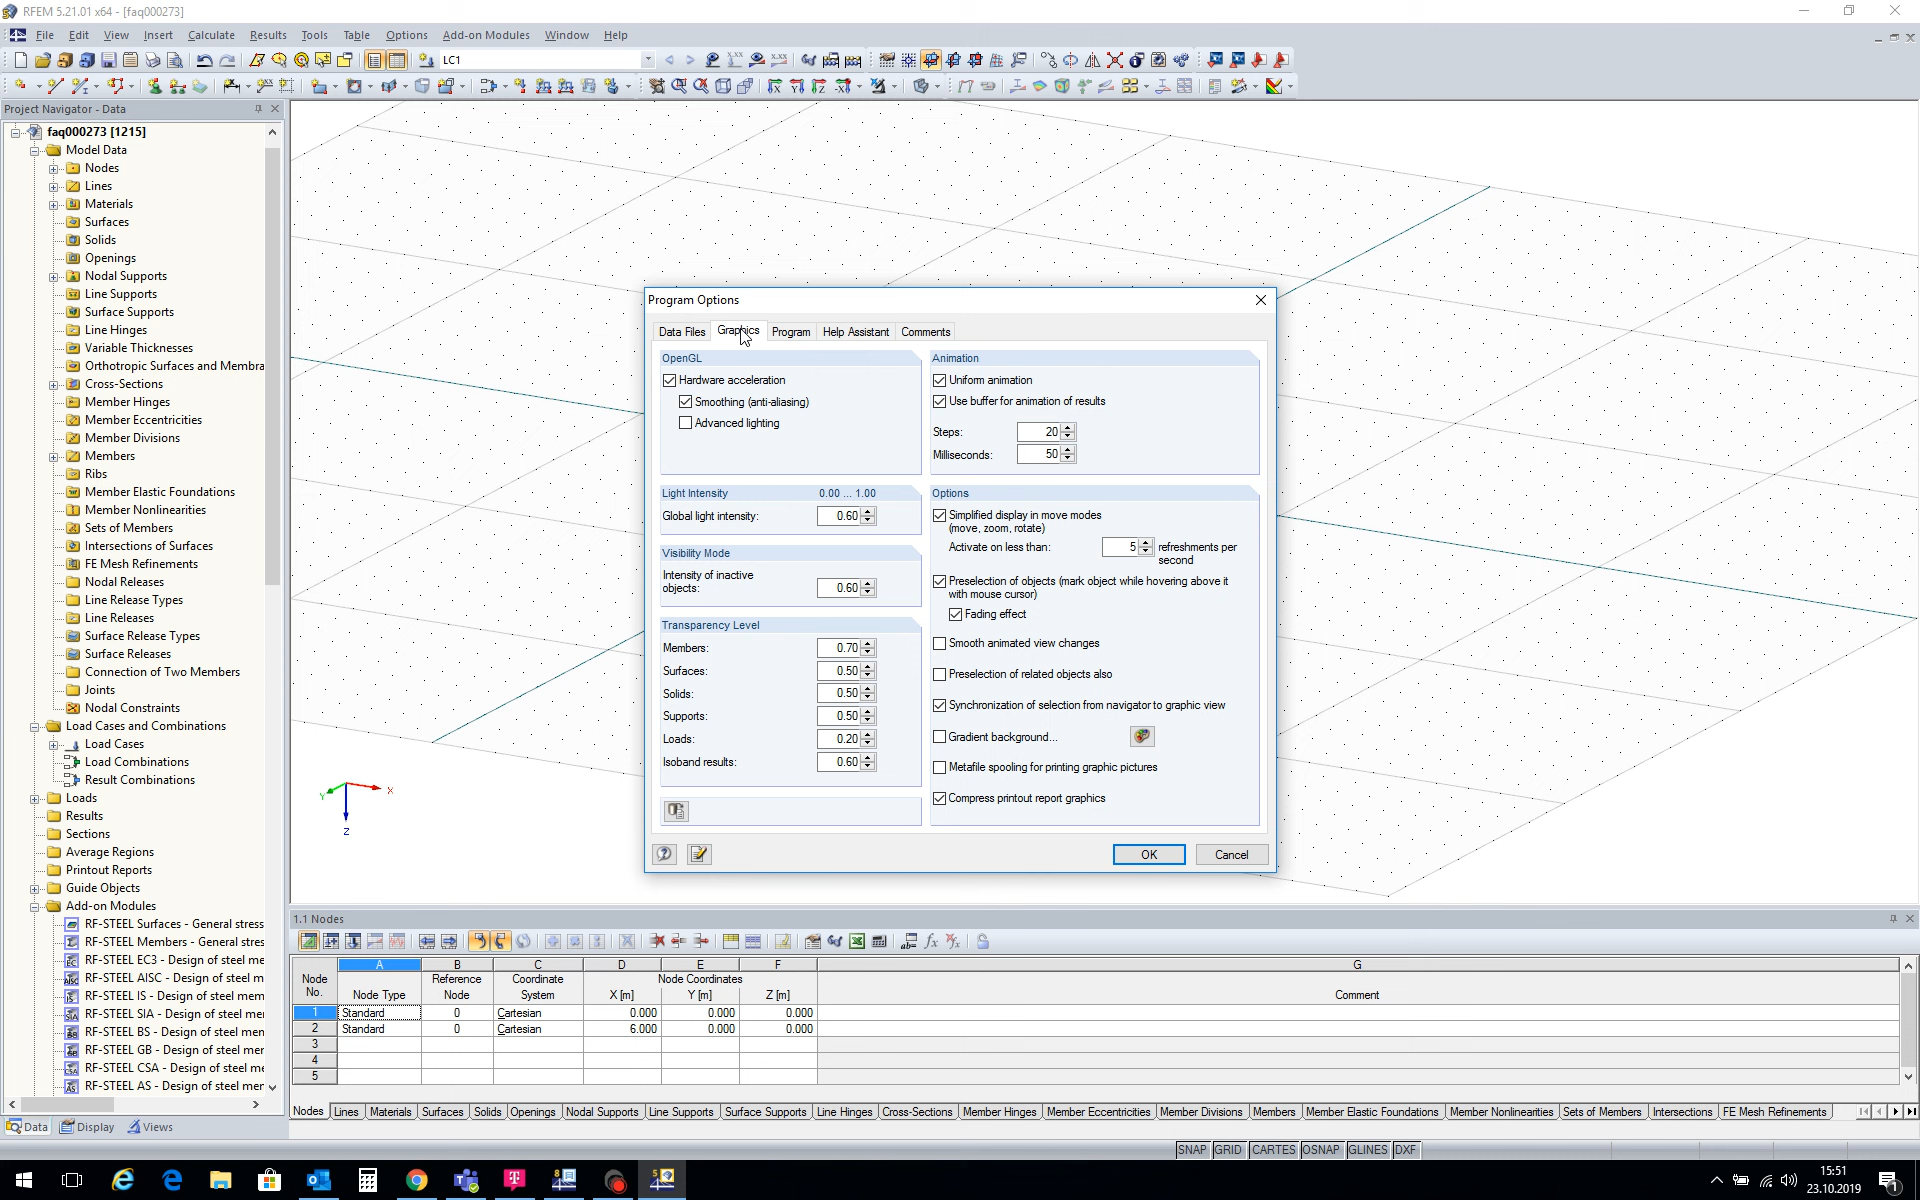 RFEM 5.21.01 x64 - [faq000273]
File Edit View Insert Calculate Results Tools Table Options Add-on Modules Window Help
LC1
Project Navigator - Data
faq000273 [1215]
Model Data
Nodes
Lines
Materials
Surfaces
Solids
Openings
Nodal Supports
Line Supports
Surface Supports
Line Hinges
Variable Thicknesses
Orthotropic Surfaces and Membra
Cross-Sections
Member Hinges
Member Eccentricities
Member Divisions
Members
Ribs
Member Elastic Foundations
Member Nonlinearities
Sets of Members
Intersections of Surfaces
FE Mesh Refinements
Nodal Releases
Line Release Types
Line Releases
Surface Release Types
Surface Releases
Connection of Two Members
Joints
Nodal Constraints
Load Cases and Combinations
Load Cases
Load Combinations
Result Combinations
Loads
Results
Sections
Average Regions
Printout Reports
Guide Objects
Add-on Modules
RF-STEEL Surfaces - General stress
RF-STEEL Members - General stres
RF-STEEL EC3 - Design of steel mem
RF-STEEL AISC - Design of steel m
RF-STEEL IS - Design of steel mem
RF-STEEL SIA - Design of steel mer
RF-STEEL BS - Design of steel mem
RF-STEEL GB - Design of steel mer
RF-STEEL CSA - Design of steel me
RF-STEEL AS - Design of steel mer
Data Display Views
Y X
Z
Program Options
Data Files Graphics Program Help Assistant Comments
OpenGL
Hardware acceleration
Smoothing (anti-aliasing)
Advanced lighting
Light Intensity 0.00 ... 1.00
Global light intensity: 0.60
Visibility Mode
Intensity of inactive
objects: 0.60
Transparency Level
Members: 0.70
Surfaces: 0.50
Solids: 0.50
Supports: 0.50
Loads: 0.20
Isoband results: 0.60
Animation
Uniform animation
Use buffer for animation of results
Steps: 20
Milliseconds: 50
Options
Simplified display in move modes
(move, zoom, rotate)
Activate on less than: 5 refreshments per
second
Preselection of objects (mark object while hovering above it
with mouse cursor)
Fading effect
Smooth animated view changes
Preselection of related objects also
Synchronization of selection from navigator to graphic view
Gradient background...
Metafile spooling for printing graphic pictures
Compress printout report graphics
OK Cancel
1.1 Nodes
A B C D E F G
Node Reference Coordinate Node Coordinates
No. Node Type Node System X [m] Y [m] Z [m] Comment
1 Standard 0 Cartesian 0.000 0.000 0.000
2 Standard 0 Cartesian 6.000 0.000 0.000
3
4
5
Nodes Lines Materials Surfaces Solids Openings Nodal Supports Line Supports Surface Supports Line Hinges Cross-Sections Member Hinges Member Eccentricities Member Divisions Members Member Elastic Foundations Member Nonlinearities Sets of Members Intersections FE Mesh Refinements
SNAP GRID CARTES OSNAP GLINES DXF
15:51
23.10.2019